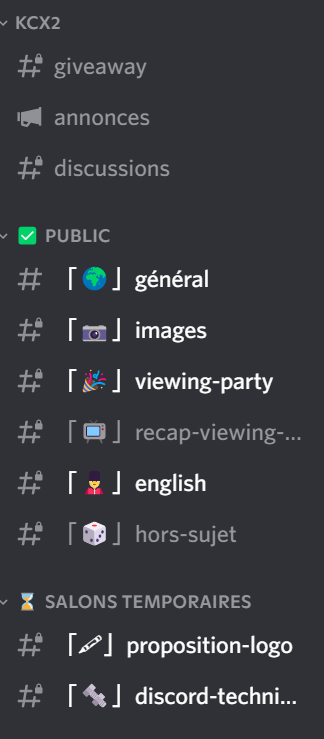 KCX2
giveaway
annonces
discussions
✅ PUBLIC
「🌍」général
「📷」images
「🎉」viewing-party
「📺」recap-viewing-...
「💂」english
「🎲」hors-sujet
⌛ SALONS TEMPORAIRES
「🖍」proposition-logo
「🔩」discord-techni...